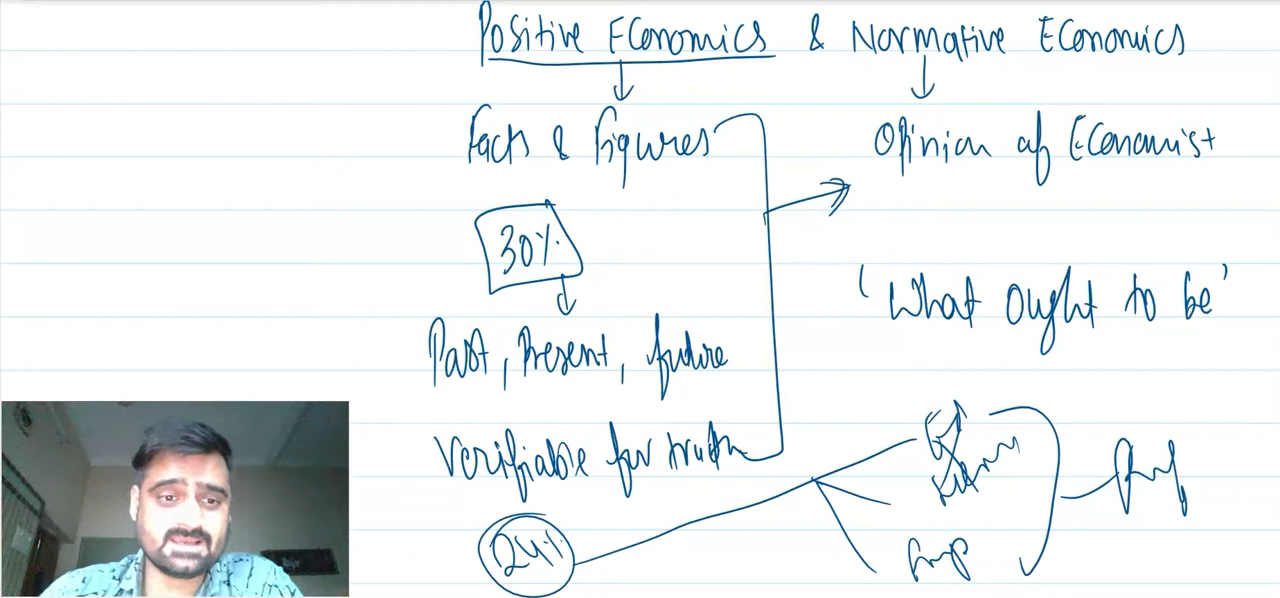 Positive Economics & Normative Economics
Facts & Figures
Opinion of Economist
30%
'What ought to be'
Past, Present, future
Verifiable for truth
24%